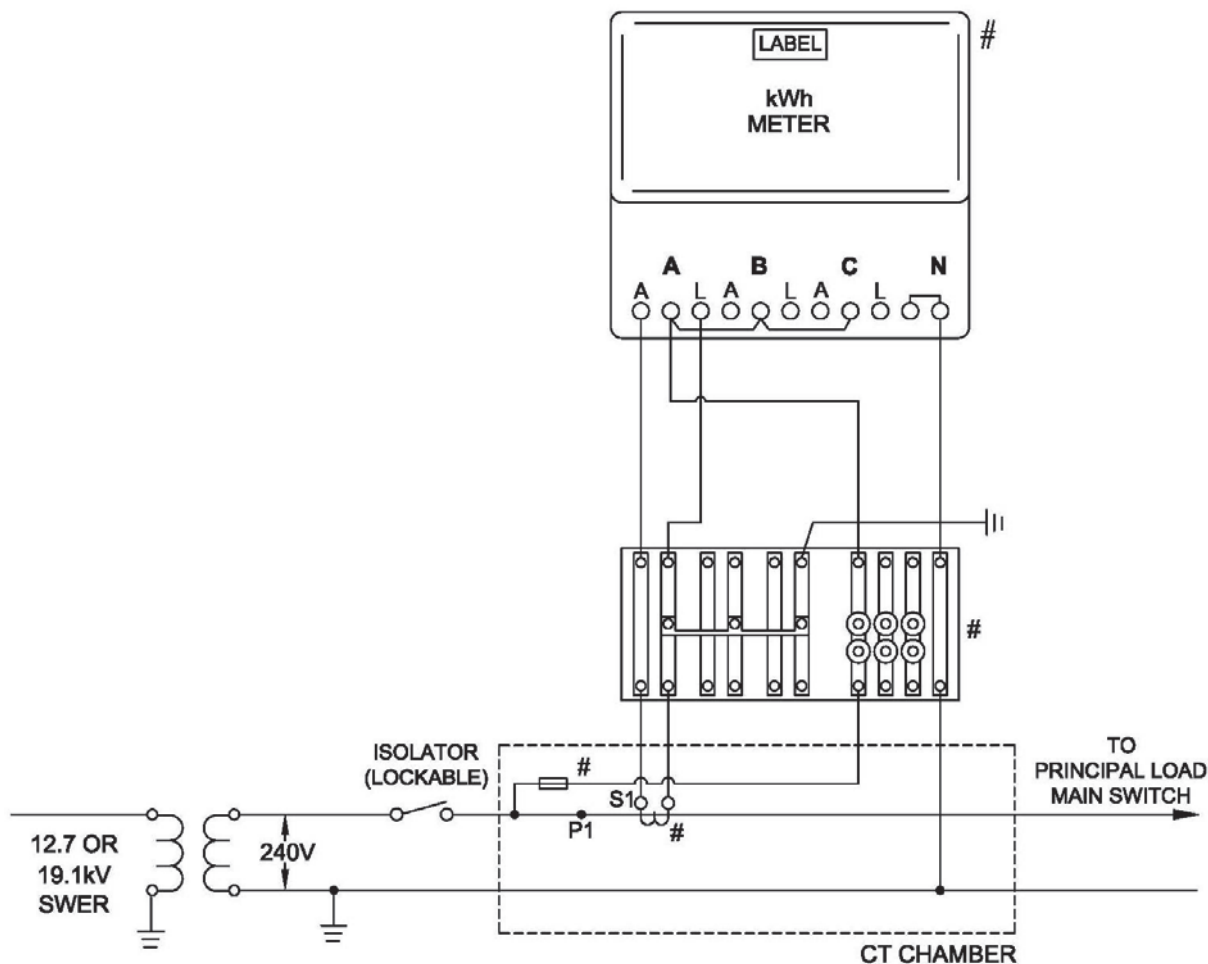 LABEL
#
kWh
METER
A B C N
A L A L A L
#
ISOLATOR
(LOCKABLE)
#
TO
PRINCIPAL LOAD
MAIN SWITCH
S1
P1
#
12.7 OR
19.1kV
SWER
240V
CT CHAMBER